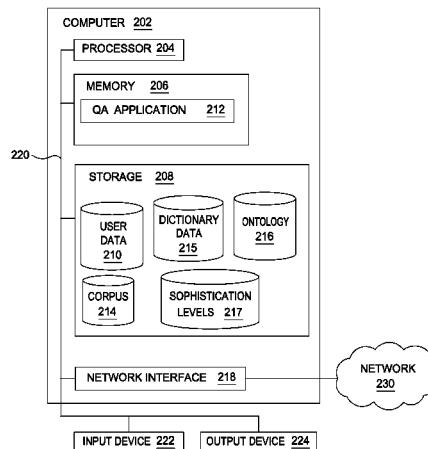 COMPUTER 202
PROCESSOR 204
MEMORY 206
QA APPLICATION 212
220
STORAGE 208
USER
DATA
210
DICTIONARY
DATA
215
ONTOLOGY
216
CORPUS
214
SOPHISTICATION
LEVELS 217
NETWORK INTERFACE 218
NETWORK
230
INPUT DEVICE 222
OUTPUT DEVICE 224